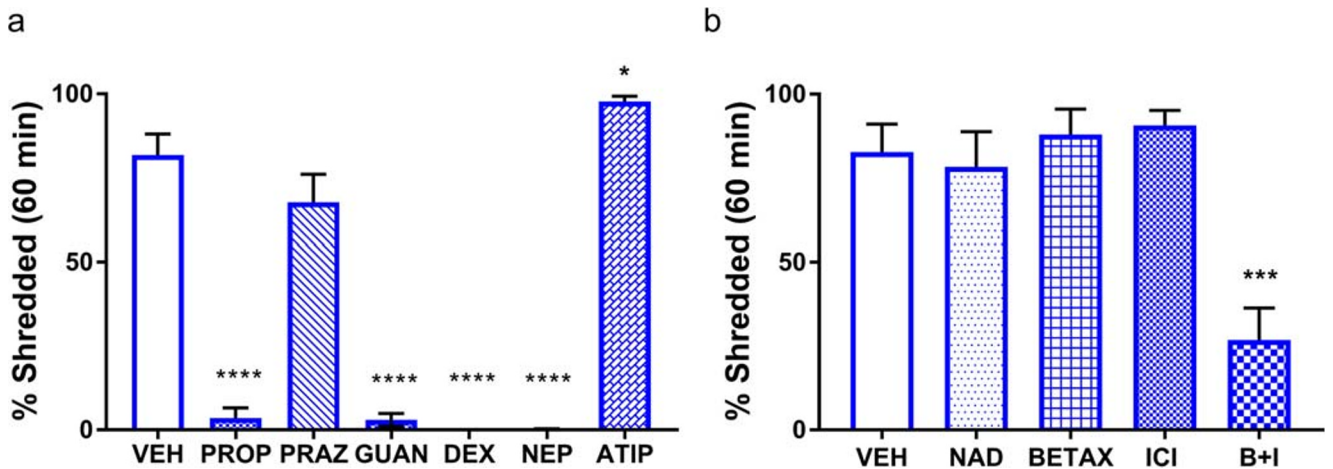 a
% Shredded (60 min)
100
50
0
*
**** **** **** ****
VEH PROP PRAZ GUAN DEX NEP ATIP
b
% Shredded (60 min)
100
50
0
***
VEH NAD BETAX ICI B+I